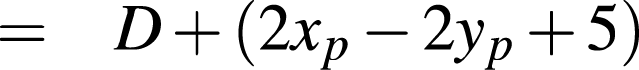 = D + (2x_p − 2y_p + 5)